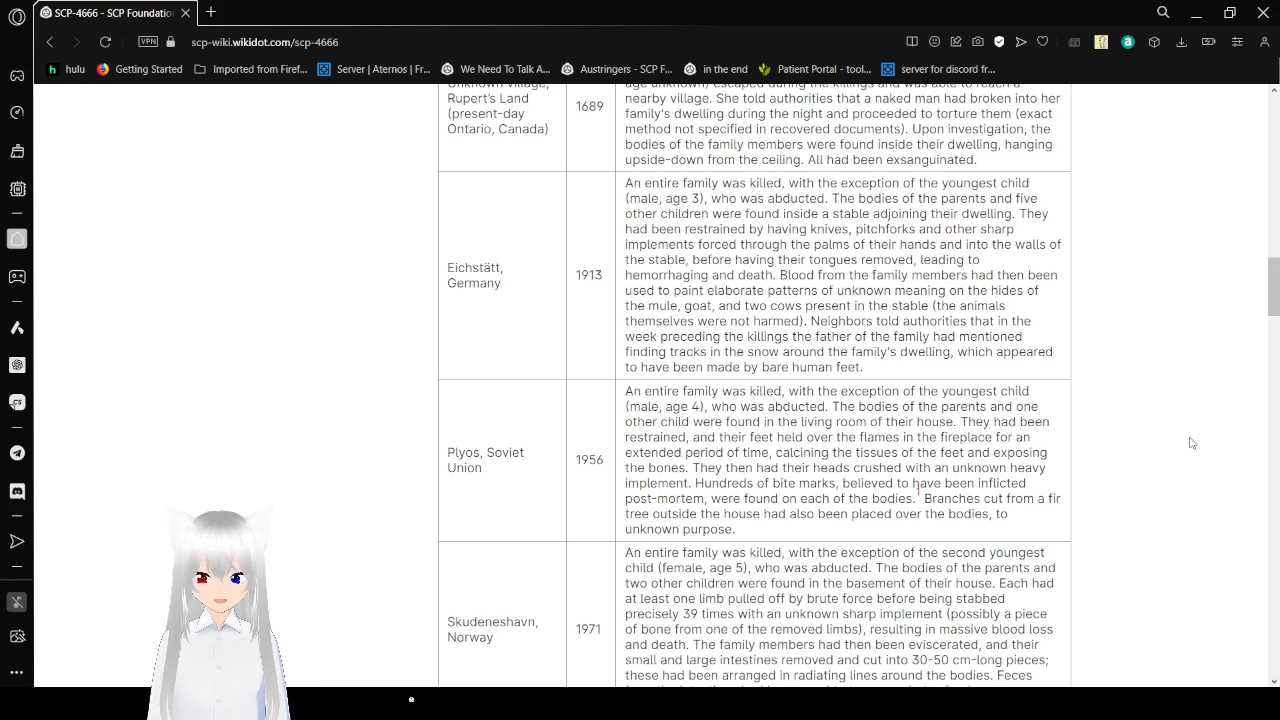 SCP-4666 - SCP Foundatio
VPN
scp-wiki.wikidot.com/scp-4666
hulu
Getting Started
Imported from Firef...
Server | Aternos | Fr...
We Need To Talk A...
Austringers - SCP F...
in the end
Patient Portal - tool...
server for discord fr...
Unknown village,
Rupert's Land
(present-day
Ontario, Canada)
1689
age unknown) escaped during the killings and was able to reach a
nearby village. She told authorities that a naked man had broken into her
family's dwelling during the night and proceeded to torture them (exact
method not specified in recovered documents). Upon investigation, the
bodies of the family members were found inside their dwelling, hanging
upside-down from the ceiling. All had been exsanguinated.
Eichstätt,
Germany
1913
An entire family was killed, with the exception of the youngest child
(male, age 3), who was abducted. The bodies of the parents and five
other children were found inside a stable adjoining their dwelling. They
had been restrained by having knives, pitchforks and other sharp
implements forced through the palms of their hands and into the walls of
the stable, before having their tongues removed, leading to
hemorrhaging and death. Blood from the family members had then been
used to paint elaborate patterns of unknown meaning on the hides of
the mule, goat, and two cows present in the stable (the animals
themselves were not harmed). Neighbors told authorities that in the
week preceding the killings the father of the family had mentioned
finding tracks in the snow around the family's dwelling, which appeared
to have been made by bare human feet.
Plyos, Soviet
Union
1956
An entire family was killed, with the exception of the youngest child
(male, age 4), who was abducted. The bodies of the parents and one
other child were found in the living room of their house. They had been
restrained, and their feet held over the flames in the fireplace for an
extended period of time, calcining the tissues of the feet and exposing
the bones. They then had their heads crushed with an unknown heavy
implement. Hundreds of bite marks, believed to have been inflicted
post-mortem, were found on each of the bodies.1 Branches cut from a fir
tree outside the house had also been placed over the bodies, to
unknown purpose.
Skudeneshavn,
Norway
1971
An entire family was killed, with the exception of the second youngest
child (female, age 5), who was abducted. The bodies of the parents and
two other children were found in the basement of their house. Each had
at least one limb pulled off by brute force before being stabbed
precisely 39 times with an unknown sharp implement (possibly a piece
of bone from one of the removed limbs), resulting in massive blood loss
and death. The family members had then been eviscerated, and their
small and large intestines removed and cut into 30-50 cm-long pieces;
these had been arranged in radiating lines around the bodies. Feces